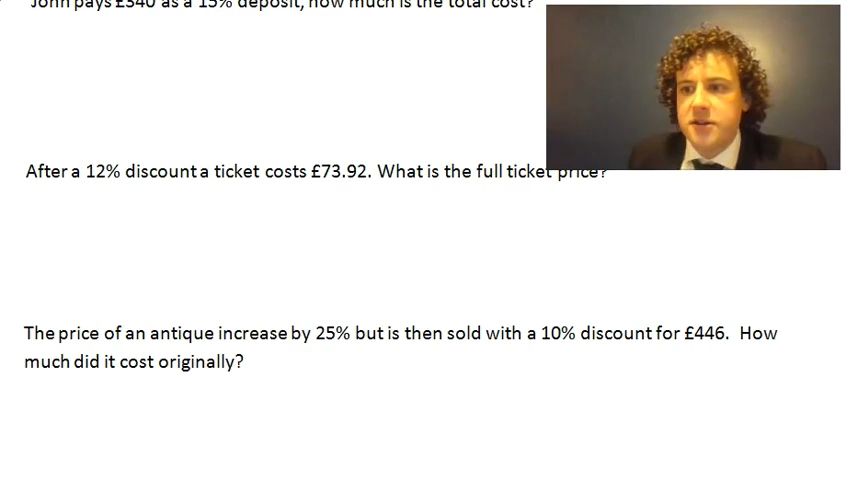 John pays £340 as a 15% deposit, how much is the total cost?
After a 12% discount a ticket costs £73.92. What is the full ticket price?
The price of an antique increase by 25% but is then sold with a 10% discount for £446. How
much did it cost originally?